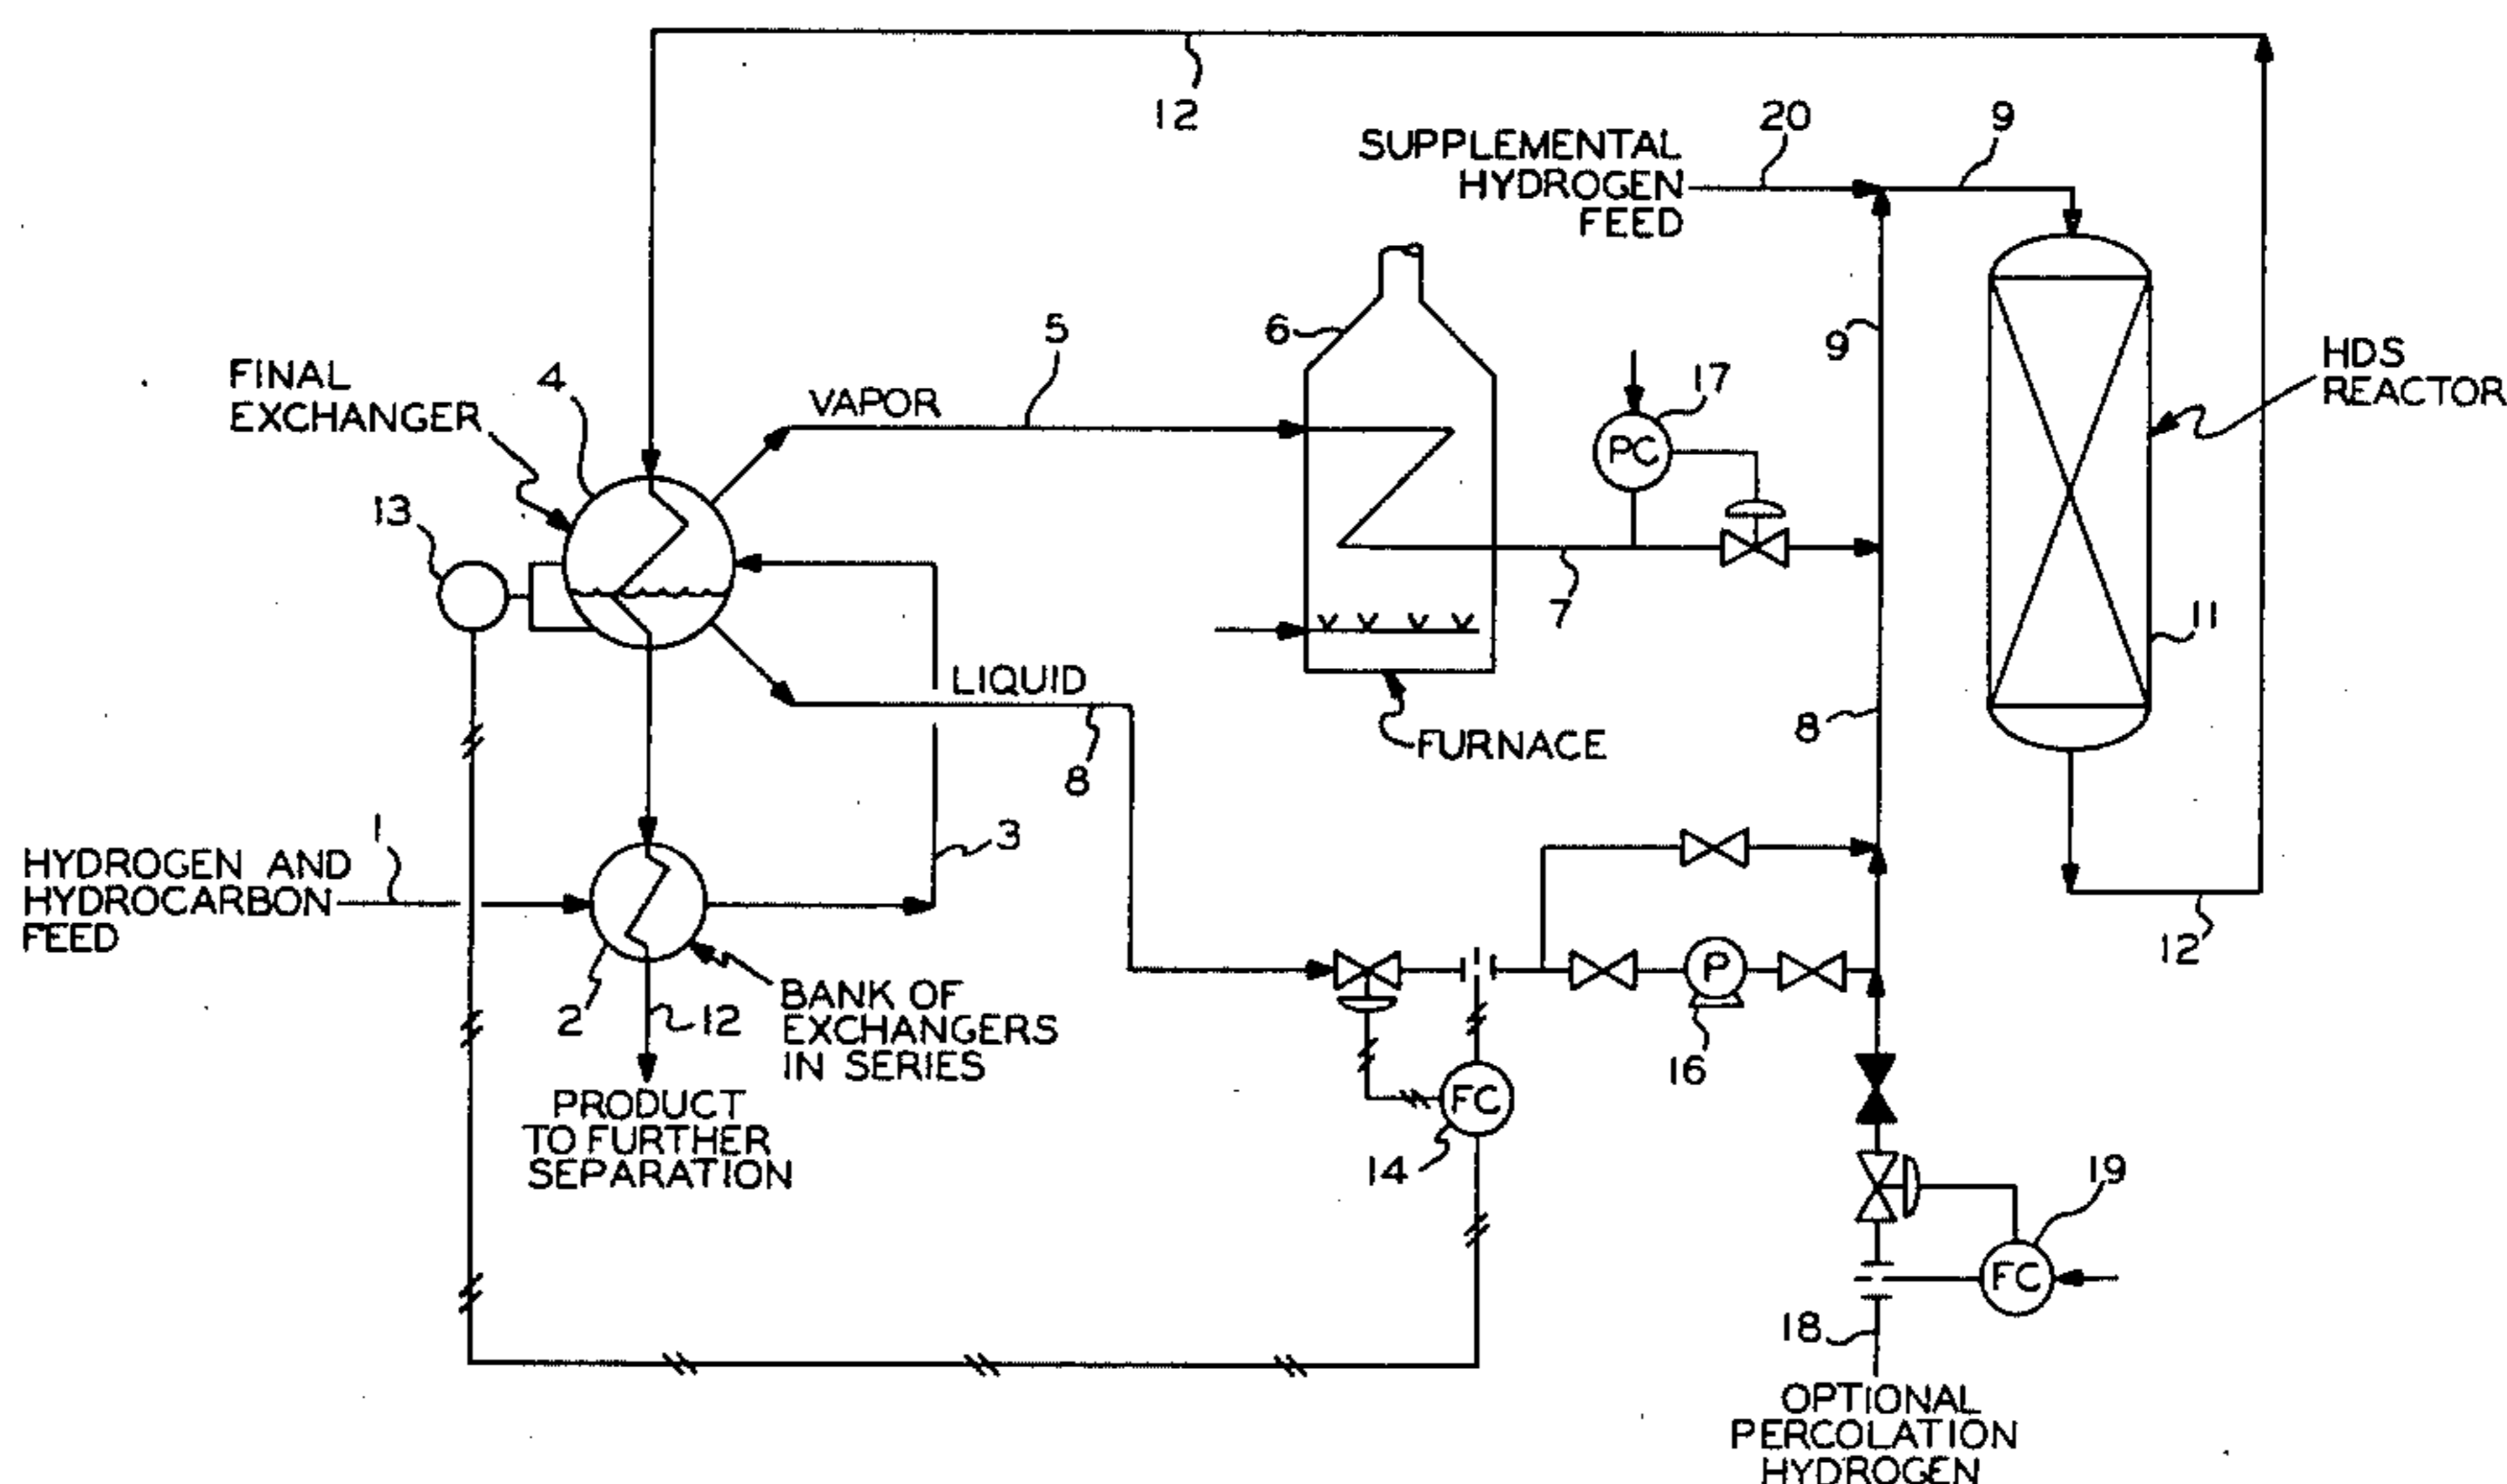 12
20
9
SUPPLEMENTAL
HYDROGEN
FEED
6
5
9
HDS
REACTOR
FINAL
EXCHANGER
4
VAPOR
17
PC
13
7
11
LIQUID
8
FURNACE
8
1
3
HYDROGEN AND
HYDROCARBON
FEED
12
2
12
BANK OF
EXCHANGERS
IN SERIES
P
16
PRODUCT
TO FURTHER
SEPARATION
FC
14
19
FC
18
OPTIONAL
PERCOLATION
HYDROGEN